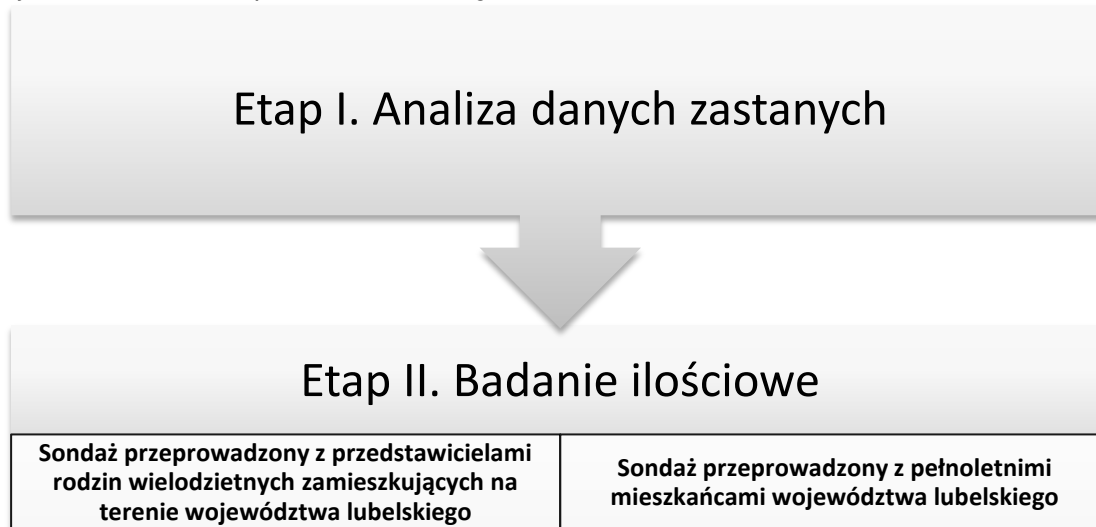 Etap I. Analiza danych zastanych
Etap II. Badanie ilościowe
Sondaż przeprowadzony z przedstawicielami
rodzin wielodzietnych zamieszkujących na
terenie województwa lubelskiego
Sondaż przeprowadzony z pełnoletnimi
mieszkańcami województwa lubelskiego